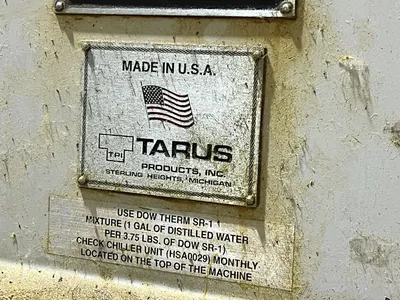 MADE IN U.S.A.
TPI TARUS
PRODUCTS, INC.
STERLING HEIGHTS, MICHIGAN
USE DOW THERM SR-1
MIXTURE (1 GAL OF DISTILLED WATER
PER 3.75 LBS. OF DOW SR-1)
CHECK CHILLER UNIT (HSA0029) MONTHLY
LOCATED ON THE TOP OF THE MACHINE